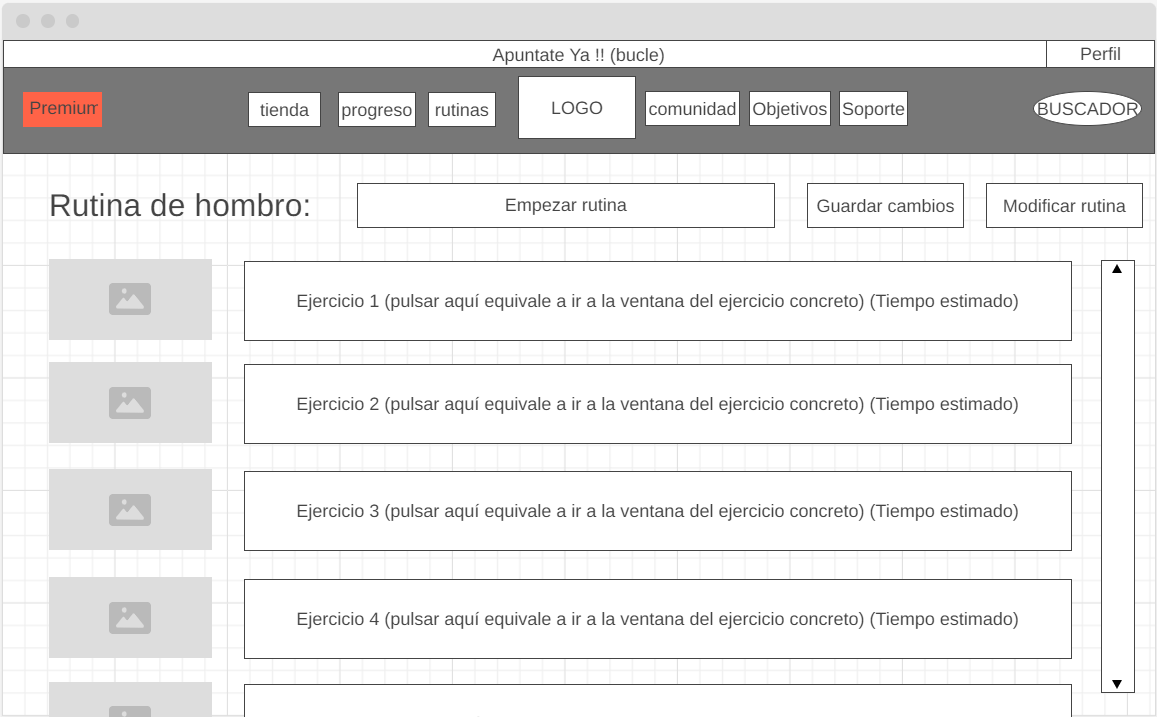 Apuntate Ya !! (bucle)
Perfil
Premium
tienda
progreso
rutinas
LOGO
comunidad
Objetivos
Soporte
BUSCADOR
Rutina de hombro:
Empezar rutina
Guardar cambios
Modificar rutina
Ejercicio 1 (pulsar aquí equivale a ir a la ventana del ejercicio concreto) (Tiempo estimado)
Ejercicio 2 (pulsar aquí equivale a ir a la ventana del ejercicio concreto) (Tiempo estimado)
Ejercicio 3 (pulsar aquí equivale a ir a la ventana del ejercicio concreto) (Tiempo estimado)
Ejercicio 4 (pulsar aquí equivale a ir a la ventana del ejercicio concreto) (Tiempo estimado)